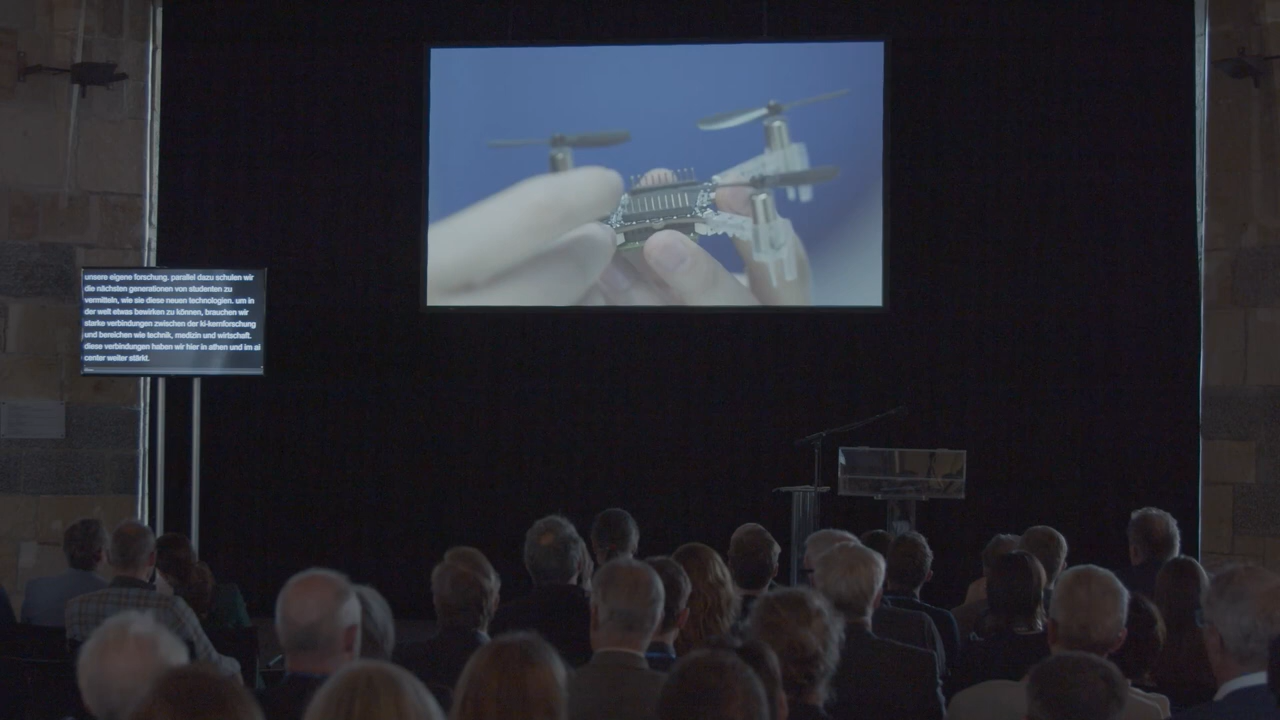 unsere eigene forschung. parallel dazu schulen wir
die nächsten generationen von studenten zu
vermitteln, wie sie diese neuen technologien. um in
der welt etwas bewirken zu können, brauchen wir
starke verbindungen zwischen der ki-kernforschung
und bereichen wie technik, medizin und wirtschaft.
diese verbindungen haben wir hier in athen und im ai
center weiter stärkt.